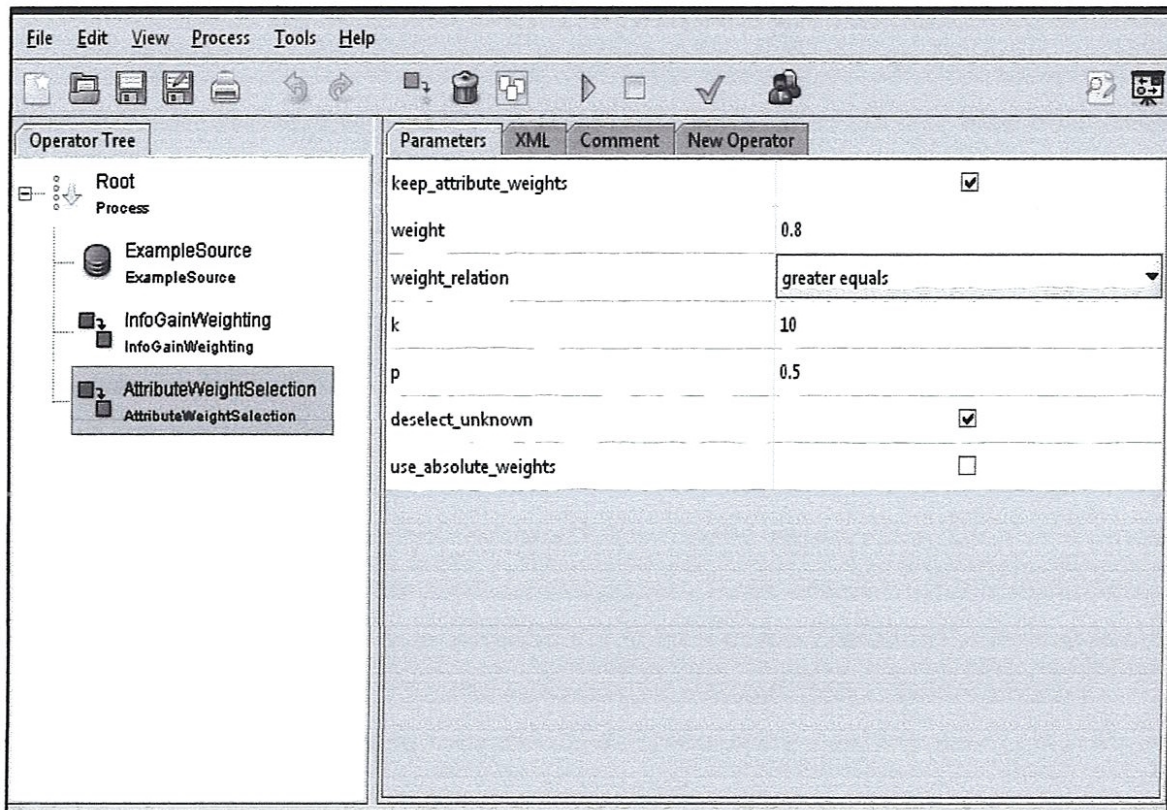 File Edit View Process Tools Help
Operator Tree
Root
Process
ExampleSource
ExampleSource
InfoGainWeighting
InfoGainWeighting
AttributeWeightSelection
AttributeWeightSelection
Parameters XML Comment New Operator
keep_attribute_weights
weight 0.8
weight_relation greater equals
k 10
p 0.5
deselect_unknown
use_absolute_weights